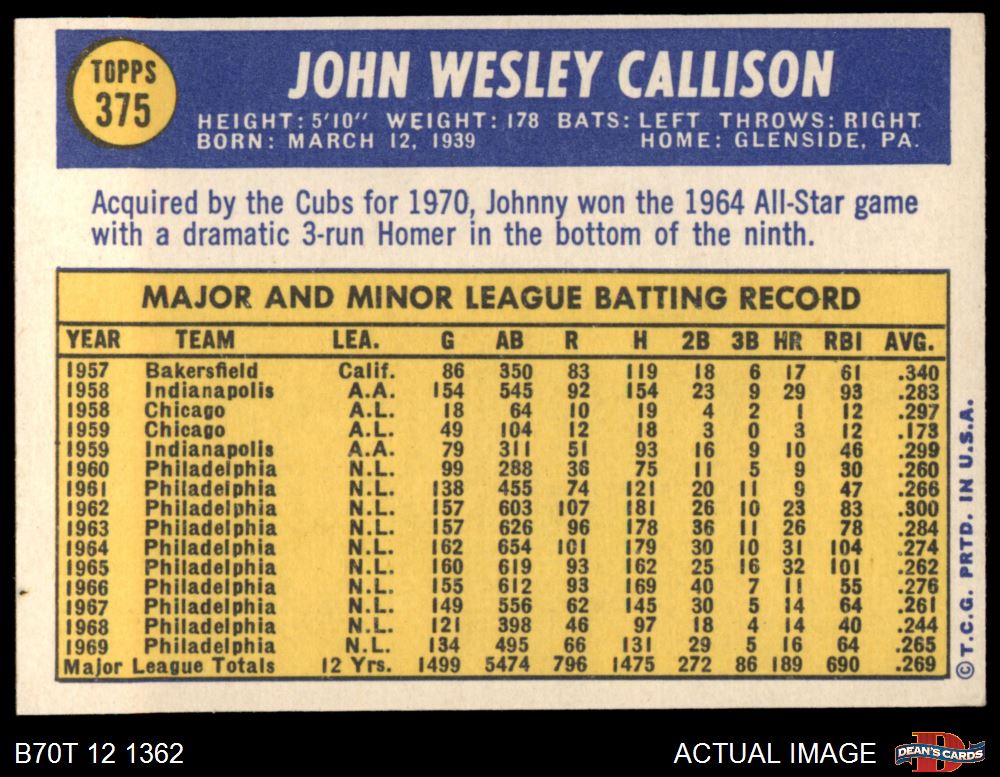 TOPPS
375
JOHN WESLEY CALLISON
HEIGHT: 5'10" WEIGHT: 178 BATS: LEFT THROWS: RIGHT
BORN: MARCH 12, 1939 HOME: GLENSIDE, PA.
Acquired by the Cubs for 1970, Johnny won the 1964 All-Star game
with a dramatic 3-run Homer in the bottom of the ninth.
MAJOR AND MINOR LEAGUE BATTING RECORD
YEAR TEAM LEA. G AB R H 2B 3B HR RBI AVG.
1957 Bakersfield Calif. 86 350 83 119 18 6 17 61 .340
1958 Indianapolis A.A. 154 545 92 154 23 9 29 93 .283
1958 Chicago A.L. 18 64 10 19 4 2 1 12 .297
1959 Chicago A.L. 49 104 12 18 3 0 3 12 .173
1959 Indianapolis A.A. 79 311 51 93 16 9 10 46 .299
1960 Philadelphia N.L. 99 288 36 75 11 5 9 30 .260
1961 Philadelphia N.L. 138 455 74 121 20 11 9 47 .266
1962 Philadelphia N.L. 157 603 107 181 26 10 23 83 .300
1963 Philadelphia N.L. 157 626 96 178 36 11 26 78 .284
1964 Philadelphia N.L. 162 654 101 179 30 10 31 104 .274
1965 Philadelphia N.L. 160 619 93 162 25 16 32 101 .262
1966 Philadelphia N.L. 155 612 93 169 40 7 11 55 .276
1967 Philadelphia N.L. 149 556 62 145 30 5 14 64 .261
1968 Philadelphia N.L. 121 398 46 97 18 4 14 40 .244
1969 Philadelphia N.L. 134 495 66 131 29 5 16 64 .265
Major League Totals 12 Yrs. 1499 5474 796 1475 272 86 189 690 .269
©T.C.G. PRTD. IN U.S.A.
B70T 12 1362 ACTUAL IMAGE
DEAN'S CARDS